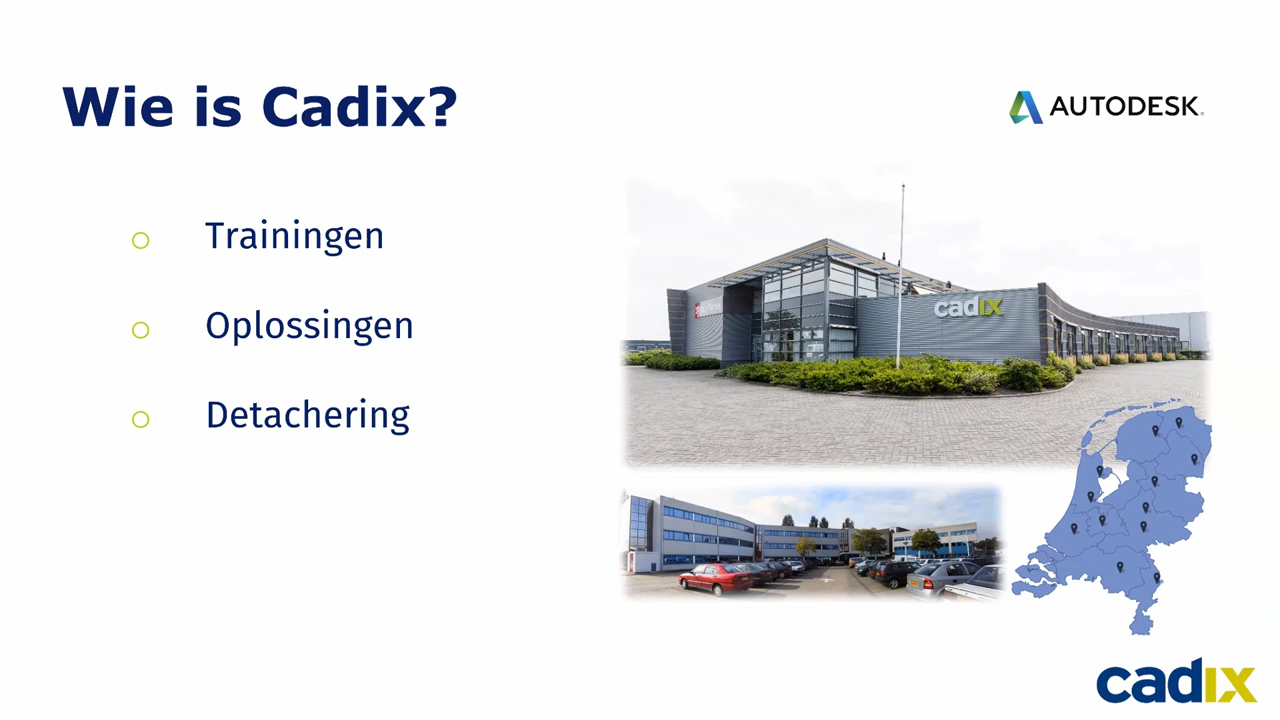 Wie is Cadix?
AUTODESK.
Trainingen
Oplossingen
Detachering
cadix
cadix